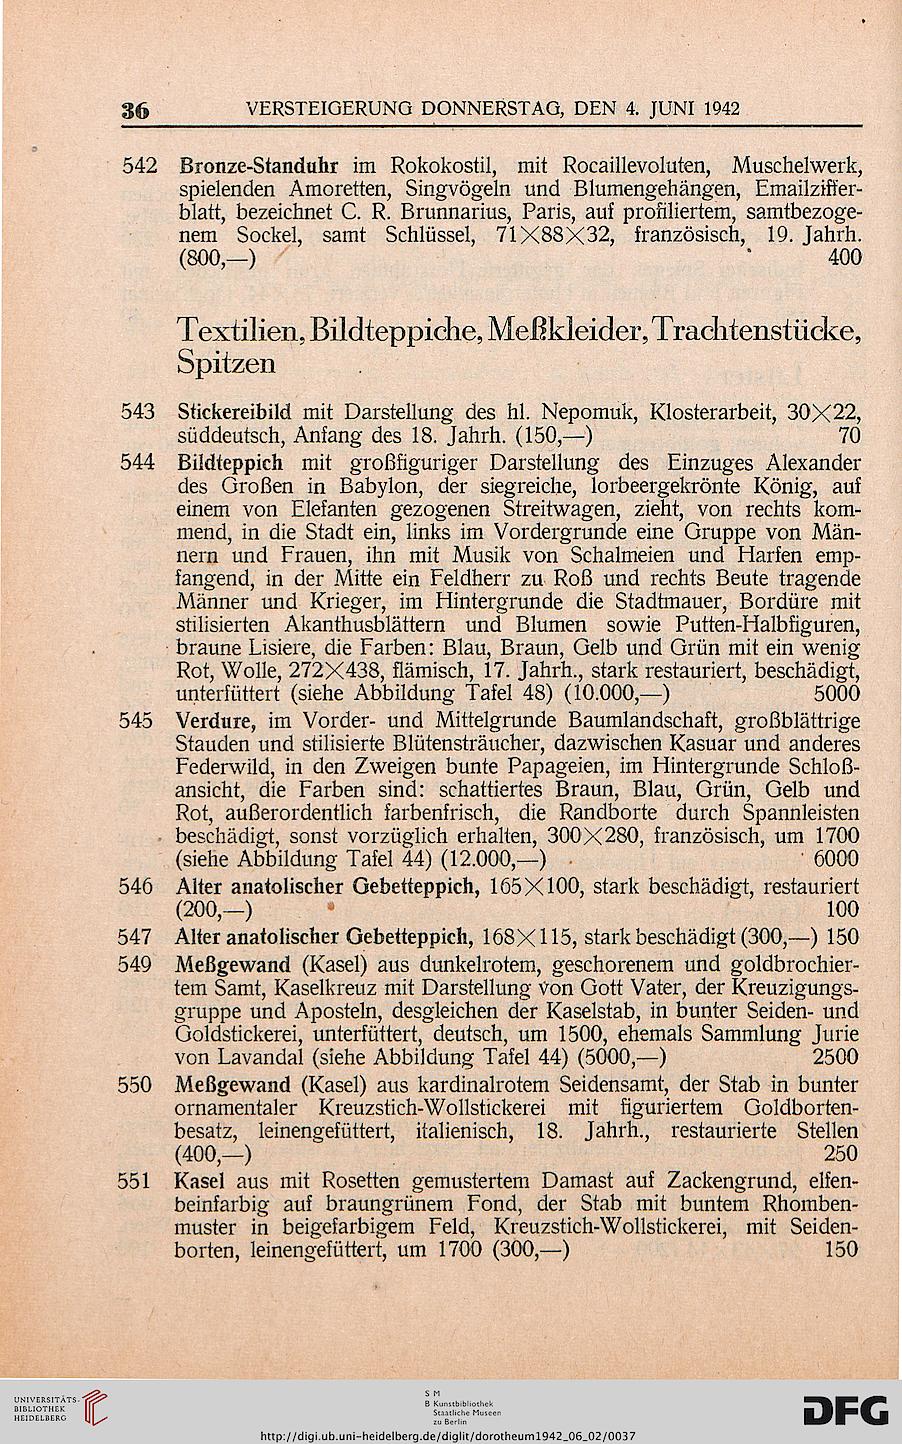 36 VERSTEIGERUNG DONNERSTAG, DEN 4. JUNI 1942
542 Bronze-Standuhr im Rokokostil, mit Rocaillevoluten, Muschelwerk,
spielenden Amoretten, Singvögeln und Blumengehängen, Emailziffer-
blatt, bezeichnet C. R. Brunnarius, Paris, auf profiliertem, samtbezoge-
nem Sockel, samt Schlüssel, 71×88×32, französisch, 19. Jahrh.
(800,—) 400
Textilien, Bildteppiche, Meßkleider, Trachtenstücke,
Spitzen
543 Stickereibild mit Darstellung des hl. Nepomuk, Klosterarbeit, 30×22,
süddeutsch, Anfang des 18. Jahrh. (150,—) 70
544 Bildteppich mit großfiguriger Darstellung des Einzuges Alexander
des Großen in Babylon, der siegreiche, lorbeergekrönte König, auf
einem von Elefanten gezogenen Streitwagen, zieht, von rechts kom-
mend, in die Stadt ein, links im Vordergrunde eine Gruppe von Män-
nern und Frauen, ihn mit Musik von Schalmeien und Harfen emp-
fangend, in der Mitte ein Feldherr zu Roß und rechts Beute tragende
Männer und Krieger, im Hintergrunde die Stadtmauer, Bordüre mit
stilisierten Akanthusblättern und Blumen sowie Putten-Halbfiguren,
braune Lisiere, die Farben: Blau, Braun, Gelb und Grün mit ein wenig
Rot, Wolle, 272×438, flämisch, 17. Jahrh., stark restauriert, beschädigt,
unterfüttert (siehe Abbildung Tafel 48) (10.000,—) 5000
545 Verdure, im Vorder- und Mittelgrunde Baumlandschaft, großblättrige
Stauden und stilisierte Blütensträucher, dazwischen Kasuar und anderes
Federwild, in den Zweigen bunte Papageien, im Hintergrunde Schloß-
ansicht, die Farben sind: schattiertes Braun, Blau, Grün, Gelb und
Rot, außerordentlich farbenfrisch, die Randborte durch Spannleisten
beschädigt, sonst vorzüglich erhalten, 300×280, französisch, um 1700
(siehe Abbildung Tafel 44) (12.000,—) 6000
546 Alter anatolischer Gebetteppich, 165×100, stark beschädigt, restauriert
(200,—) 100
547 Alter anatolischer Gebetteppich, 168×115, stark beschädigt (300,—) 150
549 Meßgewand (Kasel) aus dunkelrotem, geschorenem und goldbrochier-
tem Samt, Kaselkreuz mit Darstellung von Gott Vater, der Kreuzigungs-
gruppe und Aposteln, desgleichen der Kaselstab, in bunter Seiden- und
Goldstickerei, unterfüttert, deutsch, um 1500, ehemals Sammlung Jurie
von Lavandal (siehe Abbildung Tafel 44) (5000,—) 2500
550 Meßgewand (Kasel) aus kardinalrotem Seidensamt, der Stab in bunter
ornamentaler Kreuzstich-Wollstickerei mit figuriertem Goldborten-
besatz, leinengefüttert, italienisch, 18. Jahrh., restaurierte Stellen
(400,—) 250
551 Kasel aus mit Rosetten gemustertem Damast auf Zackengrund, elfen-
beinfarbig auf braungrünem Fond, der Stab mit buntem Rhomben-
muster in beigefarbigem Feld, Kreuzstich-Wollstickerei, mit Seiden-
borten, leinengefüttert, um 1700 (300,—) 150
UNIVERSITÄTS-
BIBLIOTHEK
HEIDELBERG
S M
B Kunstbibliothek
Staatliche Museen
zu Berlin
DFG
http://digi.ub.uni-heidelberg.de/diglit/dorotheum1942_06_02/0037